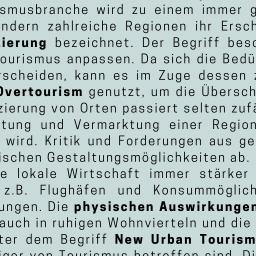 smusbranche wird zu einem immer g
ndern zahlreiche Regionen ihr Ersch
zierung bezeichnet. Der Begriff besc
ourismus anpassen. Da sich die Bedü
rscheiden, kann es im Zuge dessen z
Overtourism genutzt, um die Übersch
zierung von Orten passiert selten zufä
tung und Vermarktung einer Region
wird. Kritik und Forderungen aus ge
ischen Gestaltungsmöglichkeiten ab.
e lokale Wirtschaft immer stärker
z.B. Flughäfen und Konsummöglich
ungen. Die physischen Auswirkungen
auch in ruhigen Wohnvierteln und die
ter dem Begriff New Urban Tourism